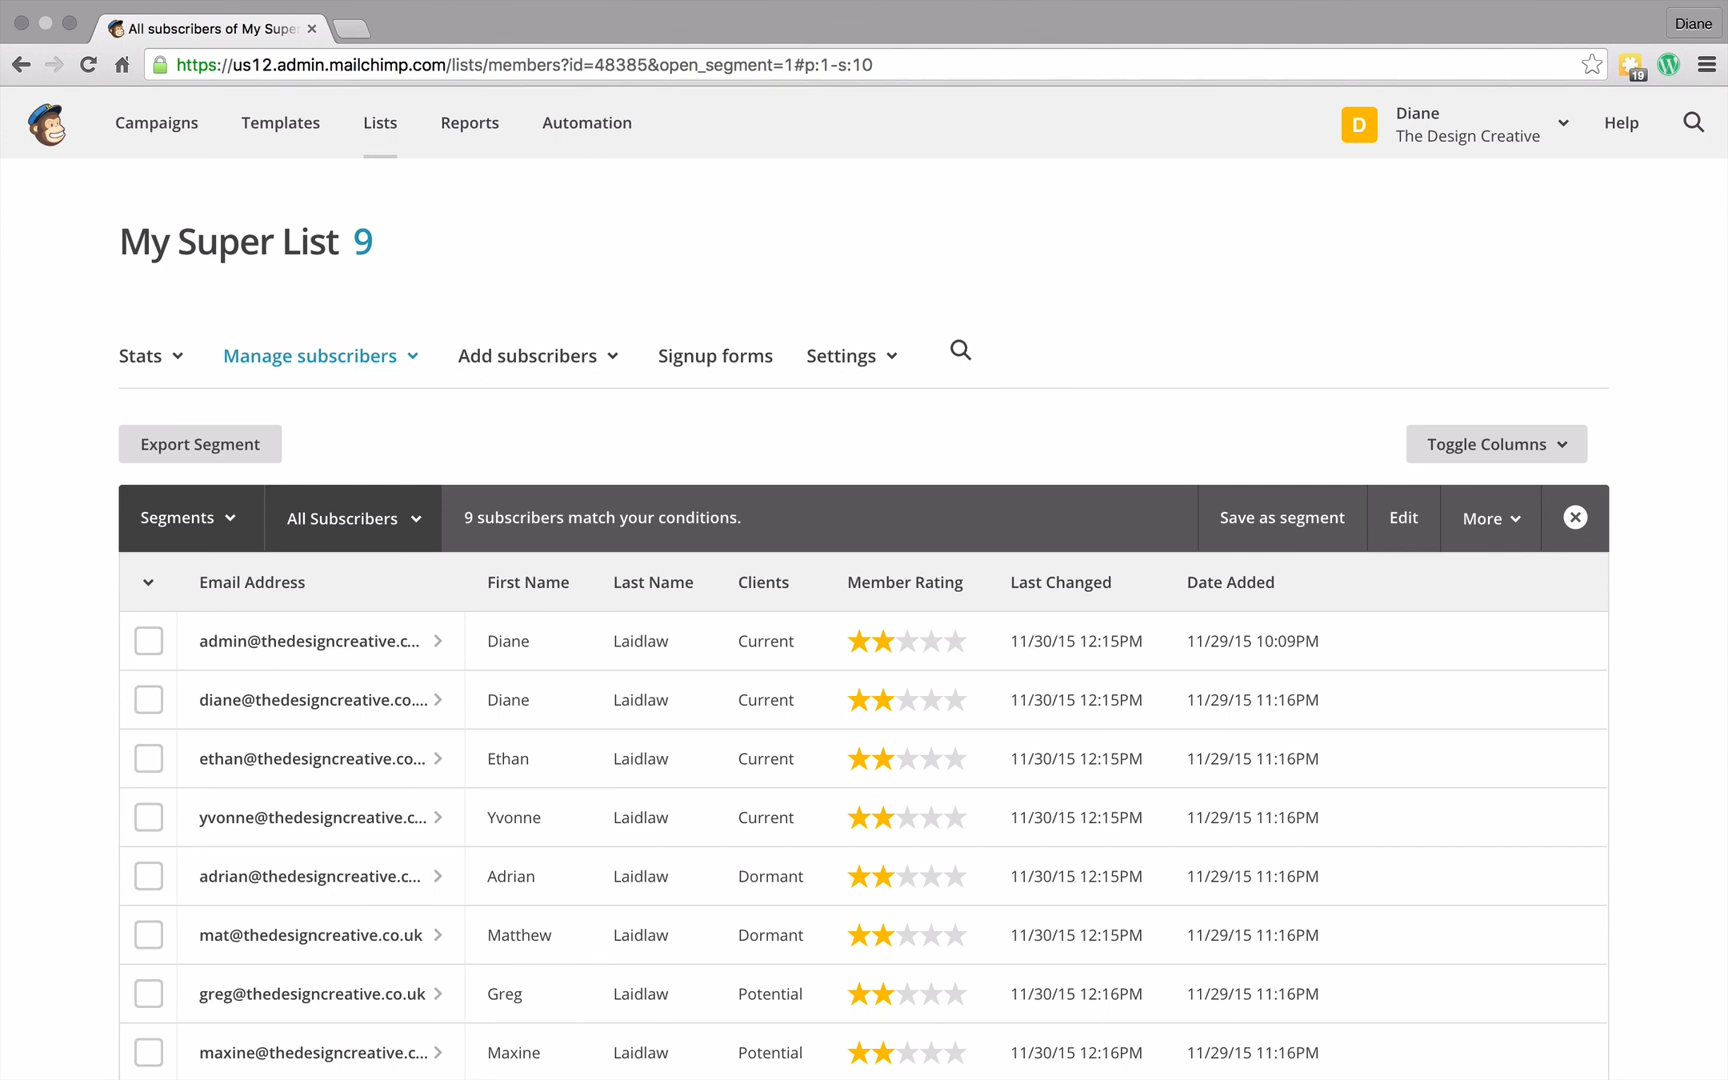 All subscribers of My Supe
Diane
https://us12.admin.mailchimp.com/lists/members?id=48385&open_segment=1#p:1-s:10
19
Campaigns Templates Lists Reports Automation
D Diane
The Design Creative
Help
My Super List 9
Stats Manage subscribers Add subscribers Signup forms Settings
Export Segment Toggle Columns
Segments All Subscribers 9 subscribers match your conditions. Save as segment Edit More
Email Address First Name Last Name Clients Member Rating Last Changed Date Added
admin@thedesigncreative.c... Diane Laidlaw Current 11/30/15 12:15PM 11/29/15 10:09PM
diane@thedesigncreative.co.... Diane Laidlaw Current 11/30/15 12:15PM 11/29/15 11:16PM
ethan@thedesigncreative.co... Ethan Laidlaw Current 11/30/15 12:15PM 11/29/15 11:16PM
yvonne@thedesigncreative.c... Yvonne Laidlaw Current 11/30/15 12:15PM 11/29/15 11:16PM
adrian@thedesigncreative.c... Adrian Laidlaw Dormant 11/30/15 12:15PM 11/29/15 11:16PM
mat@thedesigncreative.co.uk Matthew Laidlaw Dormant 11/30/15 12:15PM 11/29/15 11:16PM
greg@thedesigncreative.co.uk Greg Laidlaw Potential 11/30/15 12:16PM 11/29/15 11:16PM
maxine@thedesigncreative.c... Maxine Laidlaw Potential 11/30/15 12:16PM 11/29/15 11:16PM